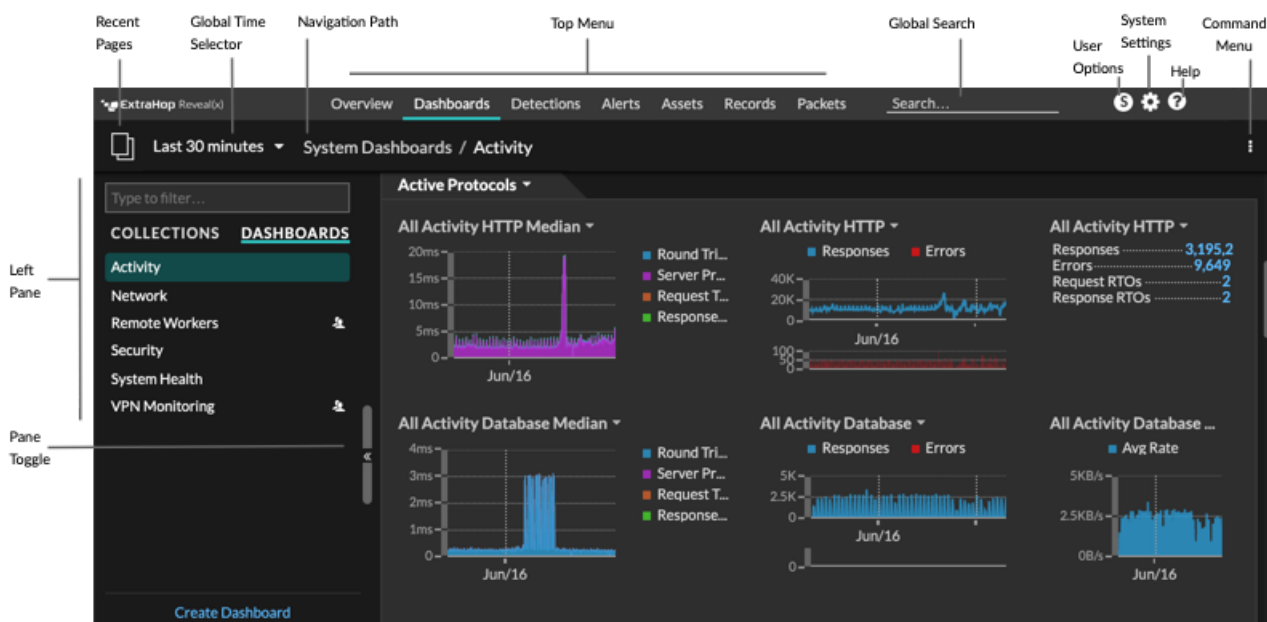 Recent
Pages
Global Time
Selector
Navigation Path
Top Menu
Global Search
User
Options
System
Settings
Help
Command
Menu
ExtraHop Reveal(x)
Overview Dashboards Detections Alerts Assets Records Packets
Search...
S
?
Last 30 minutes
System Dashboards / Activity
Left
Pane
Pane
Toggle
Type to filter...
COLLECTIONS DASHBOARDS
Activity
Network
Remote Workers
Security
System Health
VPN Monitoring
«
Create Dashboard
Active Protocols
All Activity HTTP Median
20ms
15ms
10ms
5ms
0
Jun/16
Round Tri...
Server Pr...
Request T...
Response...
All Activity HTTP
Responses Errors
40K
20K
0
Jun/16
100
50
0
All Activity HTTP
Responses 3,195,2
Errors 9,649
Request RTOs 2
Response RTOs 2
All Activity Database Median
4ms
3ms
2ms
1ms
0
Jun/16
Round Tri...
Server Pr...
Request T...
Response...
All Activity Database
Responses Errors
5K
2.5K
0
Jun/16
0
All Activity Database ...
Avg Rate
5KB/s
2.5KB/s
0B/s
Jun/16